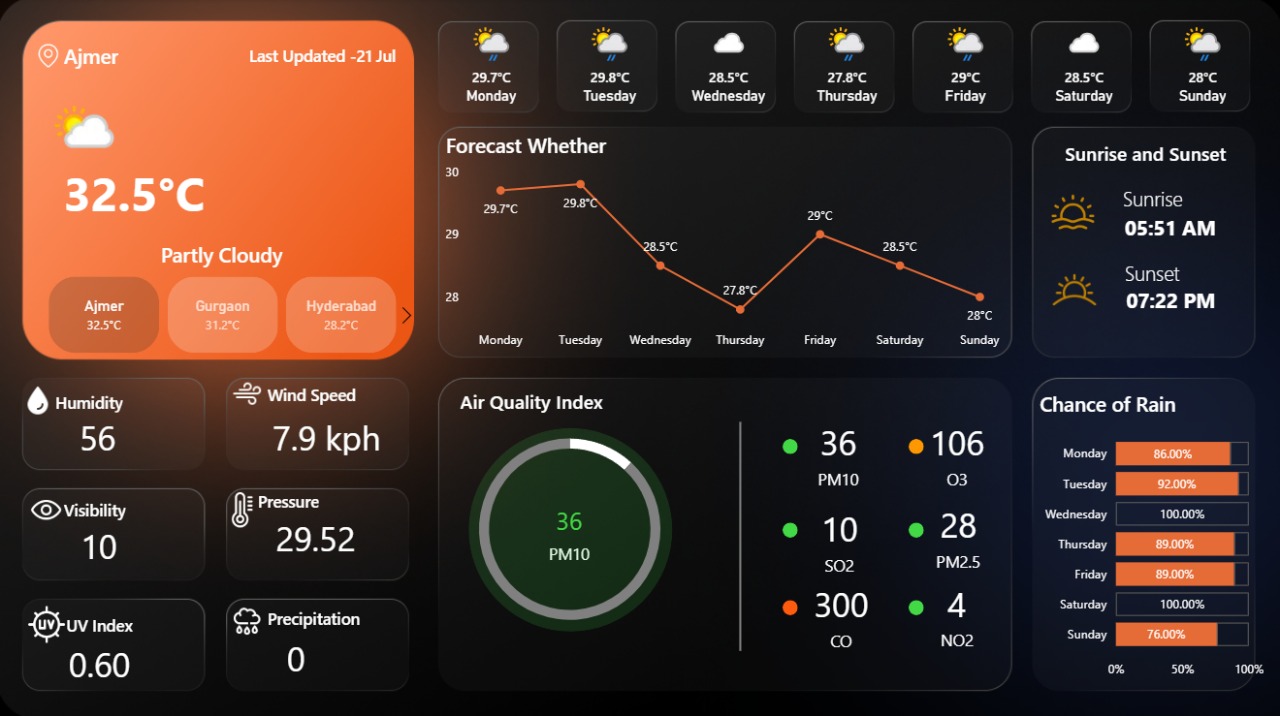 Ajmer
Last Updated -21 Jul
32.5°C
Partly Cloudy
Ajmer
32.5°C
Gurgaon
31.2°C
Hyderabad
28.2°C
29.7°C
Monday
29.8°C
Tuesday
28.5°C
Wednesday
27.8°C
Thursday
29°C
Friday
28.5°C
Saturday
28°C
Sunday
Forecast Whether
30
29
28
29.7°C
29.8°C
28.5°C
27.8°C
29°C
28.5°C
28°C
Monday Tuesday Wednesday Thursday Friday Saturday Sunday
Sunrise and Sunset
Sunrise
05:51 AM
Sunset
07:22 PM
Humidity
56
Wind Speed
7.9 kph
Visibility
10
Pressure
29.52
UV
UV Index
0.60
Precipitation
0
Air Quality Index
36
PM10
36
PM10
106
O3
10
SO2
28
PM2.5
300
CO
4
NO2
Chance of Rain
Monday 86.00%
Tuesday 92.00%
Wednesday 100.00%
Thursday 89.00%
Friday 89.00%
Saturday 100.00%
Sunday 76.00%
0% 50% 100%